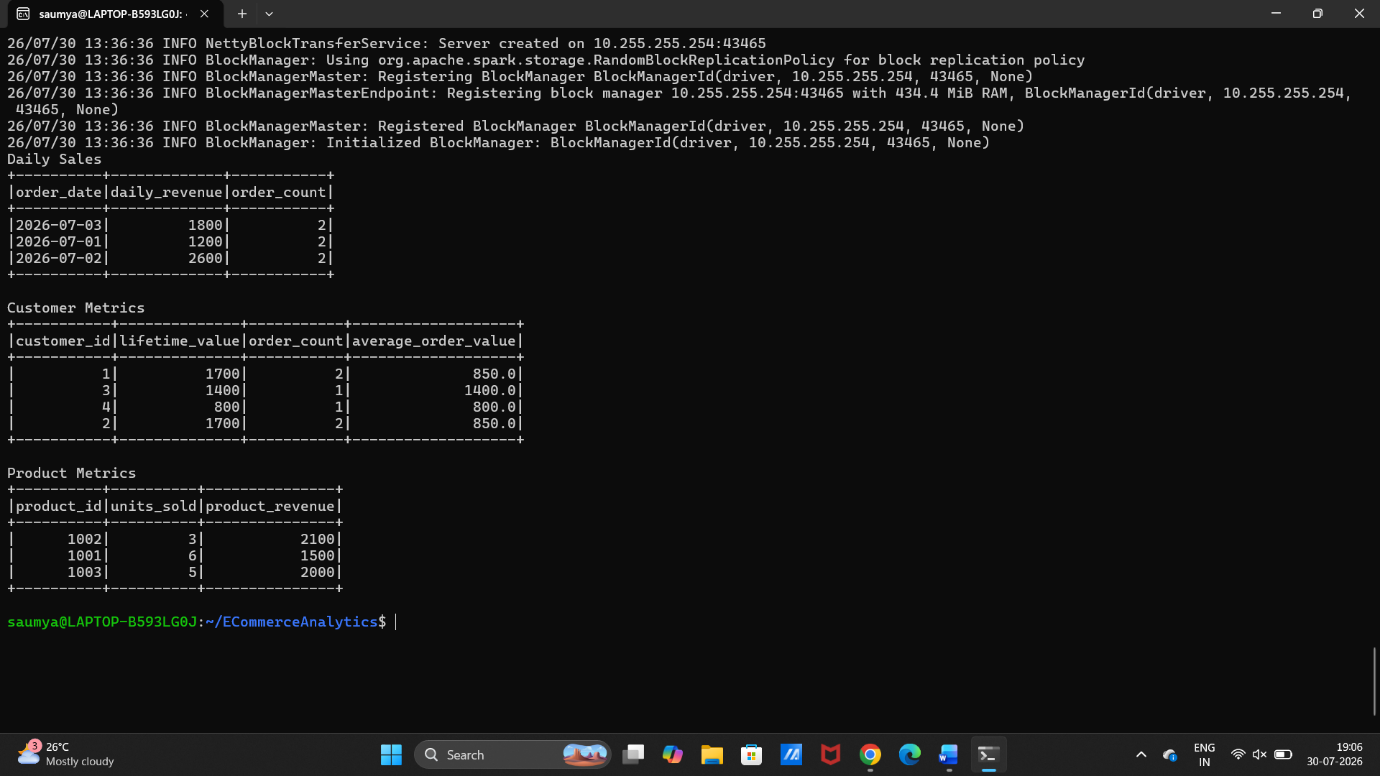 saumya@LAPTOP-B593LG0J: ~
26/07/30 13:36:36 INFO NettyBlockTransferService: Server created on 10.255.255.254:43465
26/07/30 13:36:36 INFO BlockManager: Using org.apache.spark.storage.RandomBlockReplicationPolicy for block replication policy
26/07/30 13:36:36 INFO BlockManagerMaster: Registering BlockManager BlockManagerId(driver, 10.255.255.254, 43465, None)
26/07/30 13:36:36 INFO BlockManagerMasterEndpoint: Registering block manager 10.255.255.254:43465 with 434.4 MiB RAM, BlockManagerId(driver, 10.255.255.254,
 43465, None)
26/07/30 13:36:36 INFO BlockManagerMaster: Registered BlockManager BlockManagerId(driver, 10.255.255.254, 43465, None)
26/07/30 13:36:36 INFO BlockManager: Initialized BlockManager: BlockManagerId(driver, 10.255.255.254, 43465, None)
Daily Sales
+----------+-------------+-----------+
|order_date|daily_revenue|order_count|
+----------+-------------+-----------+
|2026-07-03|         1800|          2|
|2026-07-01|         1200|          2|
|2026-07-02|         2600|          2|
+----------+-------------+-----------+
Customer Metrics
+-----------+--------------+-----------+-------------------+
|customer_id|lifetime_value|order_count|average_order_value|
+-----------+--------------+-----------+-------------------+
|          1|          1700|          2|              850.0|
|          3|          1400|          1|             1400.0|
|          4|           800|          1|              800.0|
|          2|          1700|          2|              850.0|
+-----------+--------------+-----------+-------------------+
Product Metrics
+----------+----------+---------------+
|product_id|units_sold|product_revenue|
+----------+----------+---------------+
|      1002|         3|           2100|
|      1001|         6|           1500|
|      1003|         5|           2000|
+----------+----------+---------------+
saumya@LAPTOP-B593LG0J:~/ECommerceAnalytics$
3
26°C
Mostly cloudy
Search
ENG
IN
19:06
30-07-2026